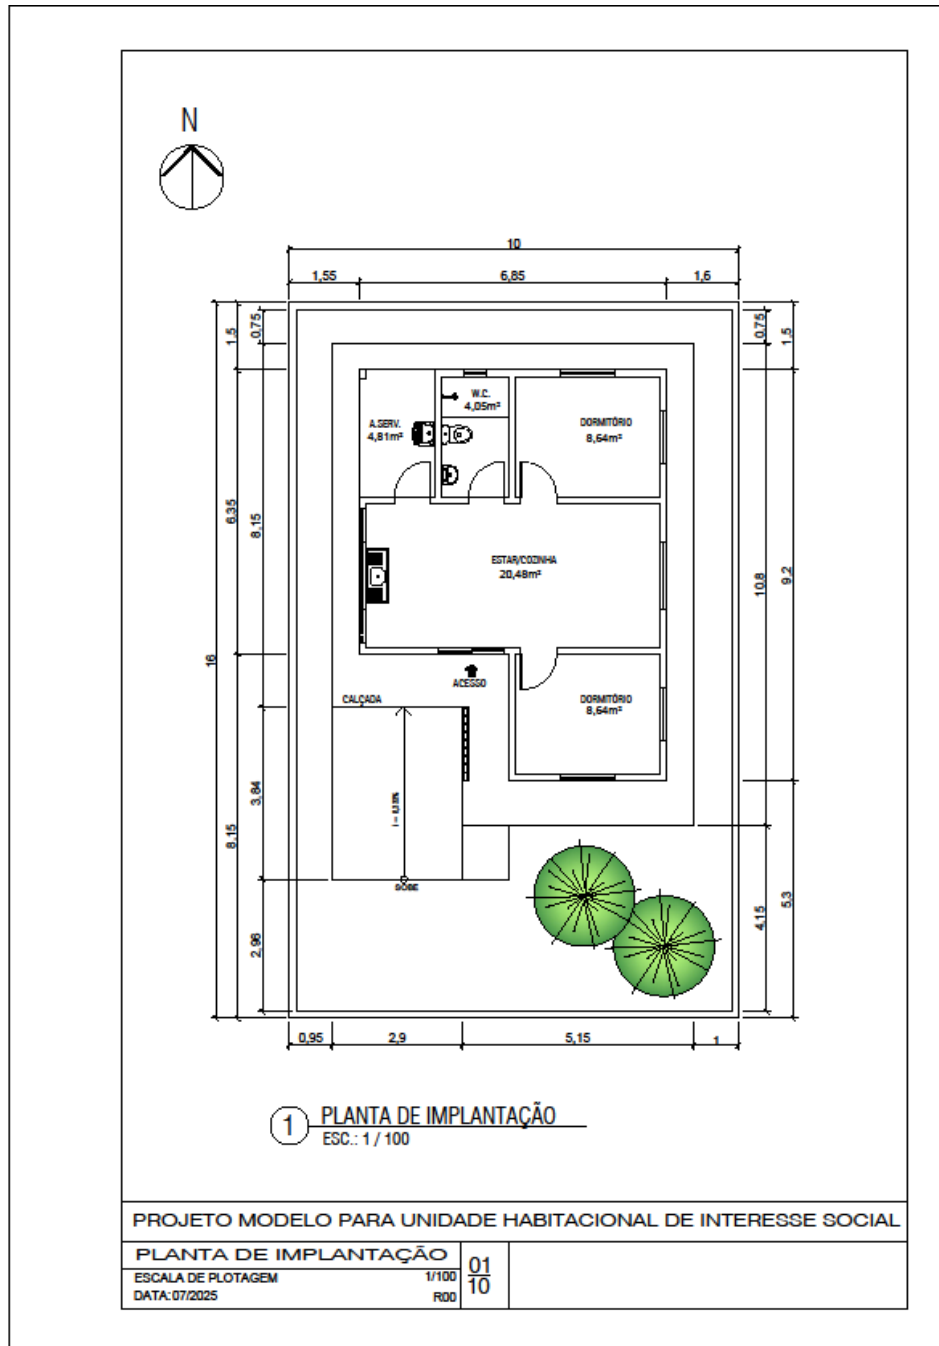 N
10
1,55
6,85
1,6
1,5
0,75
0,75
1,5
W.C.
4,05m²
A.SERV.
4,81m²
DORMITÓRIO
8,64m²
6,35
8,15
ESTAR/COZINHA
20,48m²
10,8
9,2
16
ACESSO
CALÇADA
DORMITÓRIO
8,64m²
3,84
8,15
SOBE
2,96
4,15
5,3
0,95
2,9
5,15
1
1 PLANTA DE IMPLANTAÇÃO
ESC.: 1 / 100
PROJETO MODELO PARA UNIDADE HABITACIONAL DE INTERESSE SOCIAL
PLANTA DE IMPLANTAÇÃO
ESCALA DE PLOTAGEM 1/100
DATA: 07/2025 R00
01
10